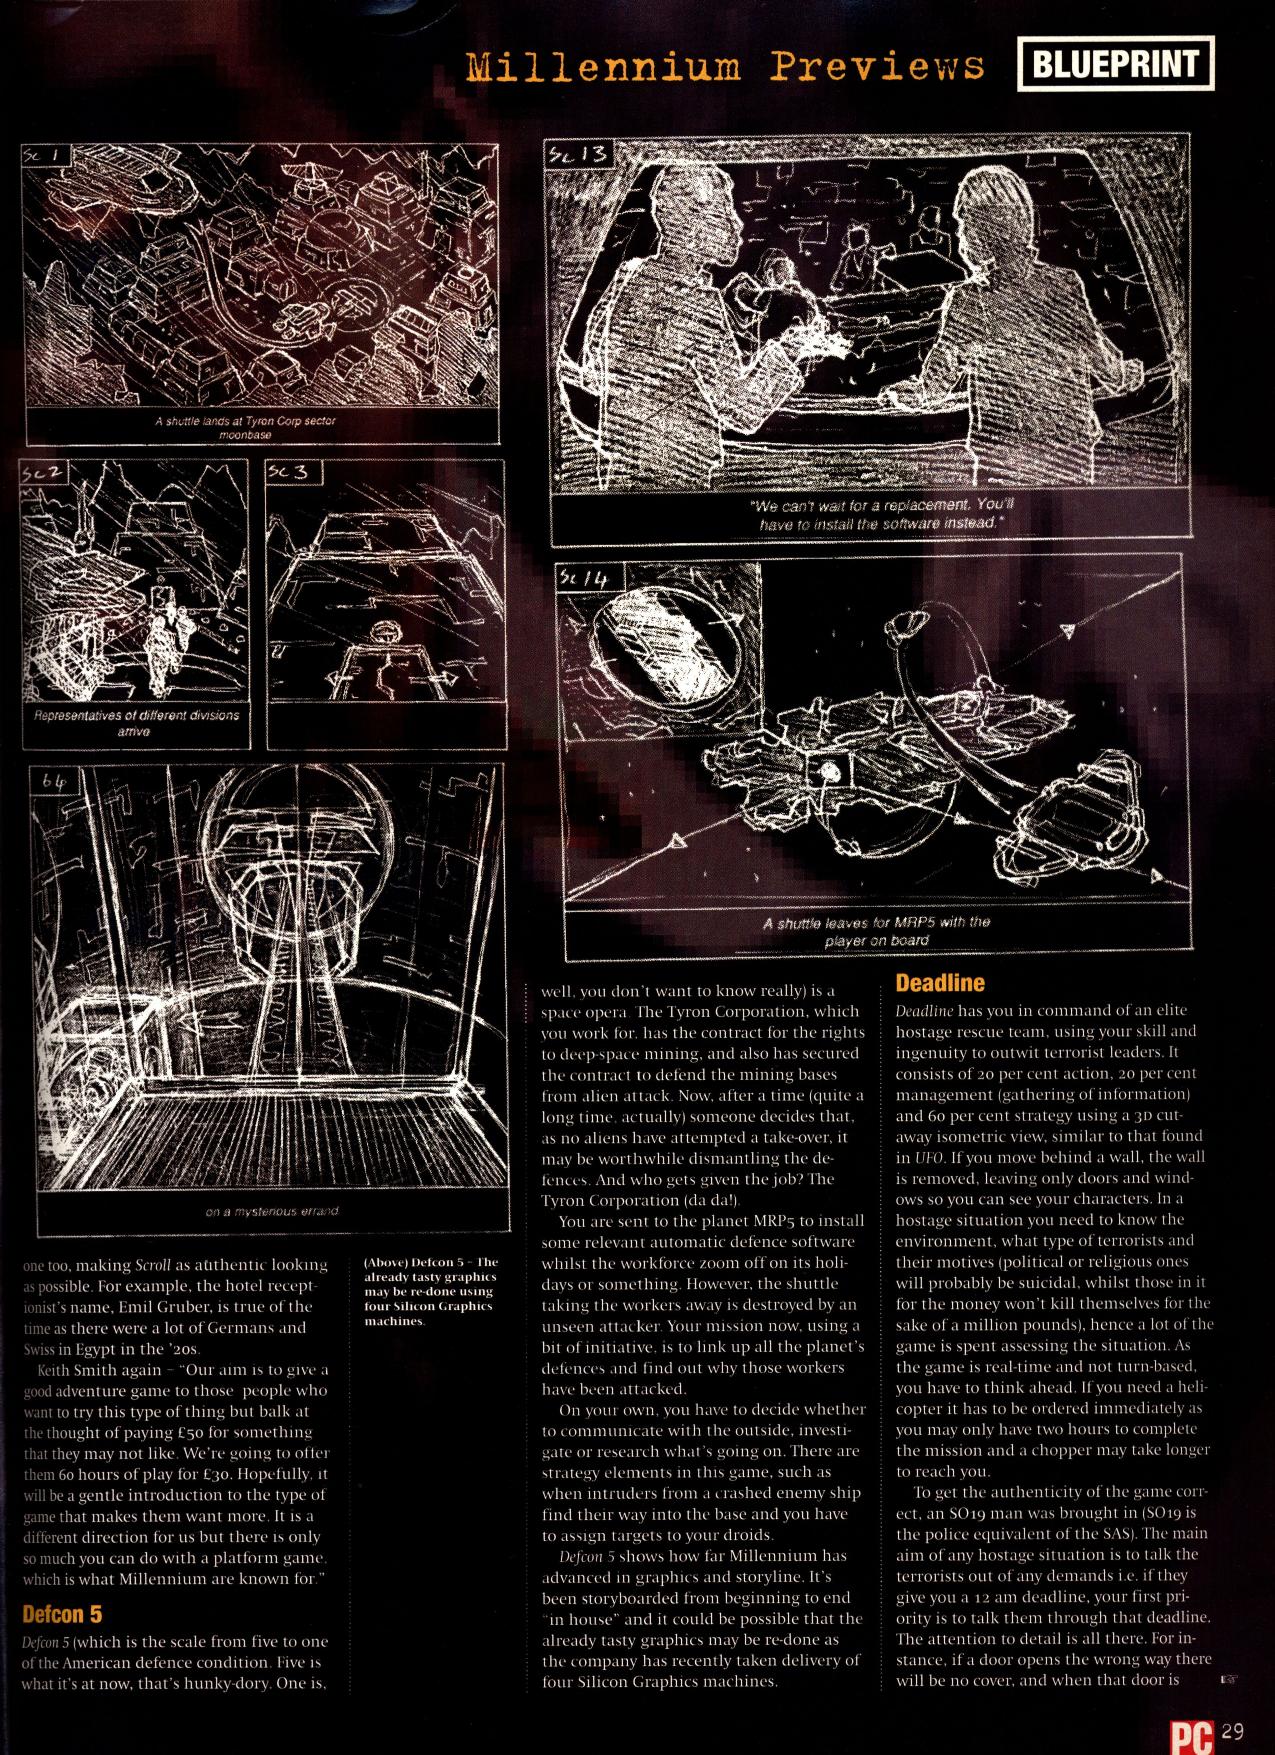 Millennium Previews BLUEPRINT
Sc 1
A shuttle lands at Tyron Corp sector
moonbase
Sc 2
Representatives of different divisions
arrive
Sc 3
64
on a mysterious errand
Sc 13
"We can't wait for a replacement. You'll
have to install the software instead."
Sc 14
A shuttle leaves for MRP5 with the
player on board
one too, making Scroll as authentic looking
as possible. For example, the hotel recept-
ionist's name, Emil Gruber, is true of the
time as there were a lot of Germans and
Swiss in Egypt in the '20s.
Keith Smith again – "Our aim is to give a
good adventure game to those people who
want to try this type of thing but balk at
the thought of paying £50 for something
that they may not like. We're going to offer
them 60 hours of play for £30. Hopefully, it
will be a gentle introduction to the type of
game that makes them want more. It is a
different direction for us but there is only
so much you can do with a platform game,
which is what Millennium are known for."
Defcon 5
Defcon 5 (which is the scale from five to one
of the American defence condition. Five is
what it's at now, that's hunky-dory. One is,
(Above) Defcon 5 – The
already tasty graphics
may be re-done using
four Silicon Graphics
machines.
well, you don't want to know really) is a
space opera. The Tyron Corporation, which
you work for, has the contract for the rights
to deep-space mining, and also has secured
the contract to defend the mining bases
from alien attack. Now, after a time (quite a
long time, actually) someone decides that,
as no aliens have attempted a take-over, it
may be worthwhile dismantling the de-
fences. And who gets given the job? The
Tyron Corporation (da da!).
You are sent to the planet MRP5 to install
some relevant automatic defence software
whilst the workforce zoom off on its holi-
days or something. However, the shuttle
taking the workers away is destroyed by an
unseen attacker. Your mission now, using a
bit of initiative, is to link up all the planet's
defences and find out why those workers
have been attacked.
On your own, you have to decide whether
to communicate with the outside, investi-
gate or research what's going on. There are
strategy elements in this game, such as
when intruders from a crashed enemy ship
find their way into the base and you have
to assign targets to your droids.
Defcon 5 shows how far Millennium has
advanced in graphics and storyline. It's
been storyboarded from beginning to end
"in house" and it could be possible that the
already tasty graphics may be re-done as
the company has recently taken delivery of
four Silicon Graphics machines.
Deadline
Deadline has you in command of an elite
hostage rescue team, using your skill and
ingenuity to outwit terrorist leaders. It
consists of 20 per cent action, 20 per cent
management (gathering of information)
and 60 per cent strategy using a 3D cut-
away isometric view, similar to that found
in UFO. If you move behind a wall, the wall
is removed, leaving only doors and wind-
ows so you can see your characters. In a
hostage situation you need to know the
environment, what type of terrorists and
their motives (political or religious ones
will probably be suicidal, whilst those in it
for the money won't kill themselves for the
sake of a million pounds), hence a lot of the
game is spent assessing the situation. As
the game is real-time and not turn-based,
you have to think ahead. If you need a heli-
copter it has to be ordered immediately as
you may only have two hours to complete
the mission and a chopper may take longer
to reach you.
To get the authenticity of the game corr-
ect, an SO19 man was brought in (SO19 is
the police equivalent of the SAS). The main
aim of any hostage situation is to talk the
terrorists out of any demands i.e. if they
give you a 12 am deadline, your first pri-
ority is to talk them through that deadline.
The attention to detail is all there. For in-
stance, if a door opens the wrong way there
will be no cover, and when that door is
PC 29